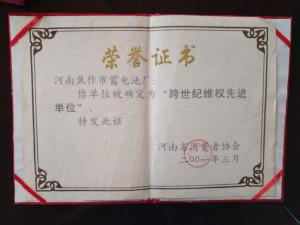 荣誉证书
河南焦作市蓄电池厂:
你单位被确定为“跨世纪维权先进
单位”.
特发此证
河南省消费者协会
二00一年三月